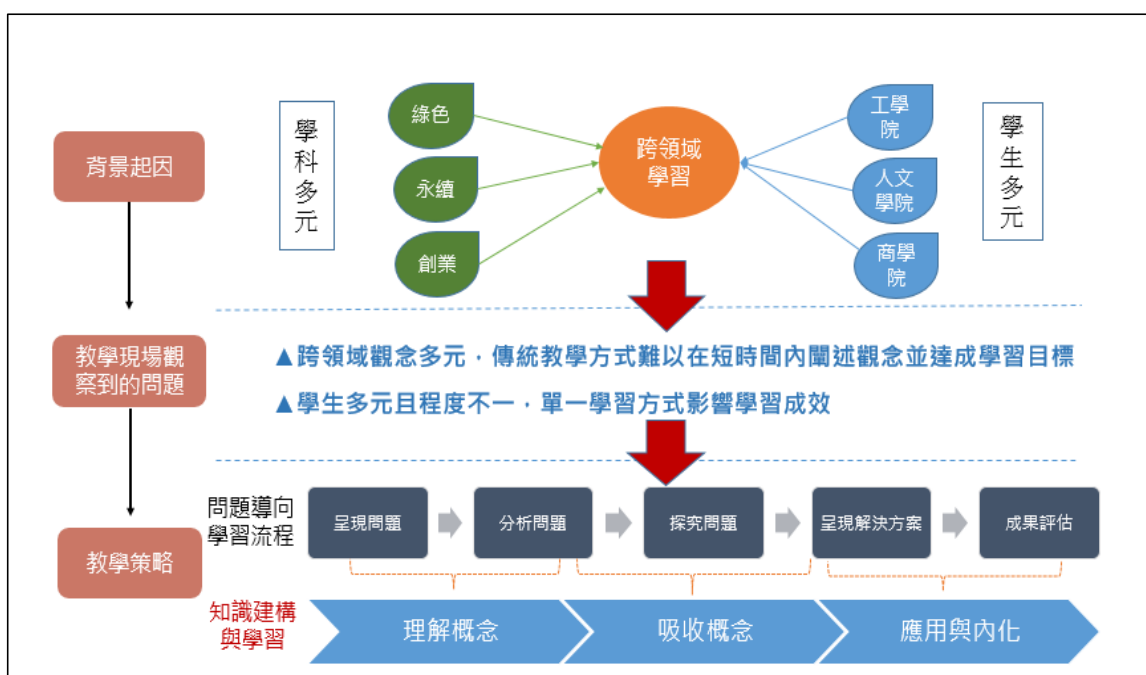 背景起因
學科多元
綠色
永續
創業
跨領域
學習
工學
院
人文
學院
商學
院
學生多元
教學現場觀
察到的問題
▲跨領域觀念多元，傳統教學方式難以在短時間內闡述觀念並達成學習目標
▲學生多元且程度不一，單一學習方式影響學習成效
教學策略
問題導向
學習流程
呈現問題
分析問題
探究問題
呈現解決方案
成果評估
知識建構
與學習
理解概念
吸收概念
應用與內化